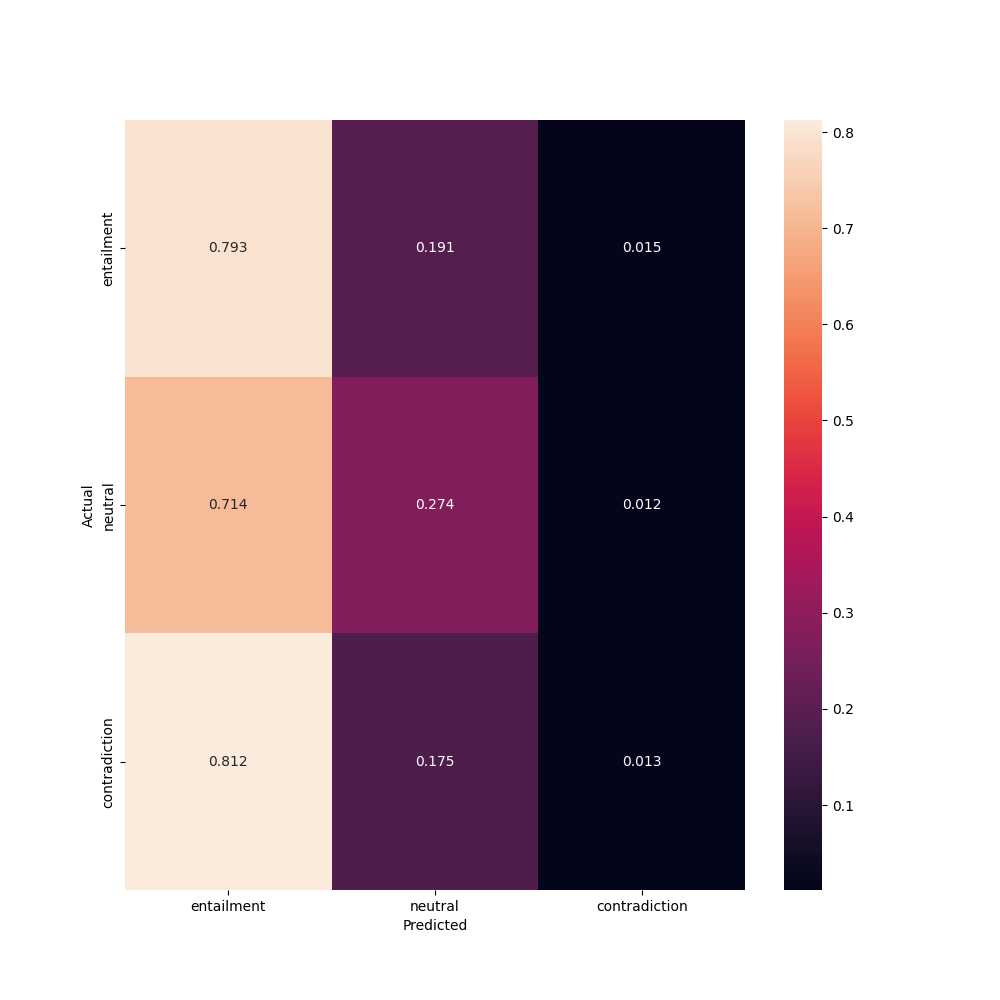 entailment
0.793 0.191 0.015
Actual
neutral
0.714 0.274 0.012
contradiction
0.812 0.175 0.013
entailment neutral contradiction
Predicted
0.8
0.7
0.6
0.5
0.4
0.3
0.2
0.1